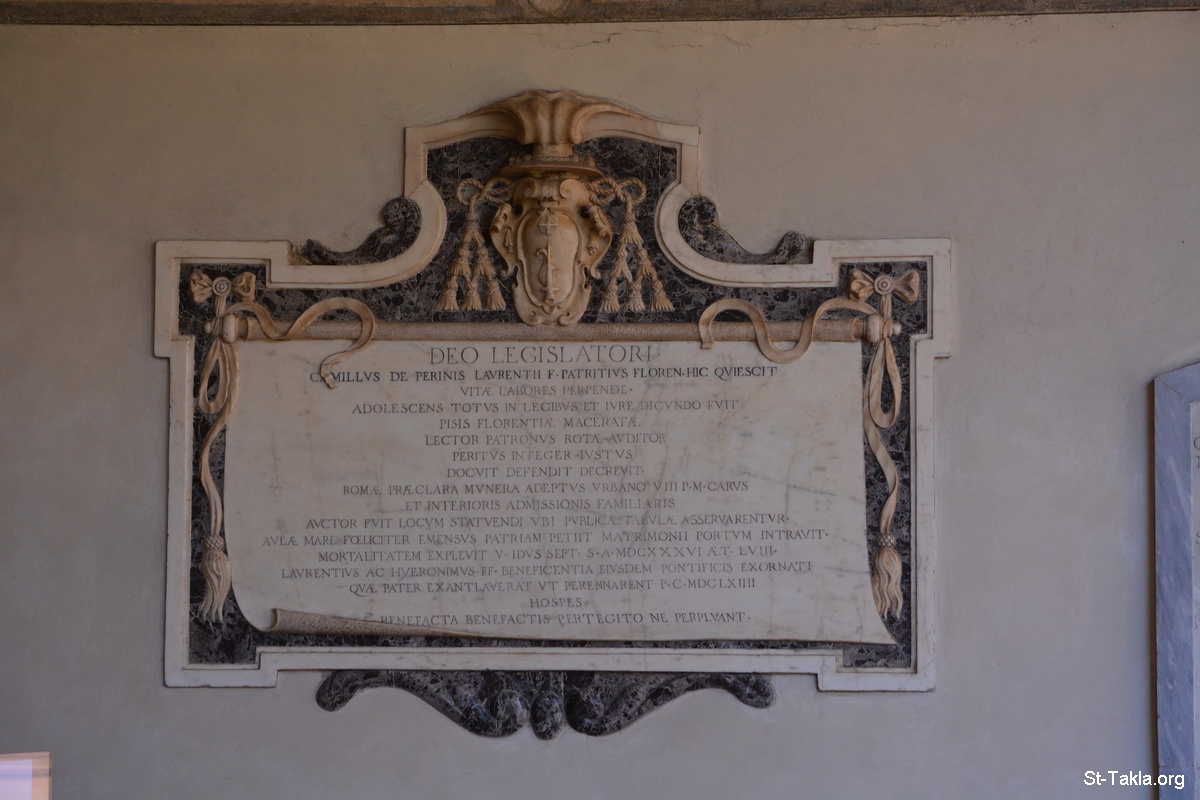 DEO LEGISLATORI·
CAMILLVS DE PERINIS LAVRENTII F·PATRITIVS FLOREN·HIC QVIESCIT
VITÆ LABORES PERPENDE·
ADOLESCENS TOTVS IN LEGIBVS ET IVRE DICVNDO FVIT·
PISIS FLORENTIÆ MACERATÆ
LECTOR PATRONVS ROTÆ AVDITOR
PERITVS INTEGER IVSTVS
DOCVIT DEFENDIT DECREVIT·
ROMÆ PRÆCLARA MVNERA ADEPTVS VRBANO VIII P·M·CARVS
ET INTERIORIS ADMISSIONIS FAMILIARIS
AVCTOR FVIT LOCVM STATVENDI VBI PVBLICÆ TABVLÆ ASSERVARENTVR·
AVLÆ MARE FŒLICITER EMENSVS PATRIAM PETIIT MATRIMONII PORTVM INTRAVIT·
MORTALITATEM EXPLEVIT V·IDVS SEPT·S·A·MDCXXXVI ÆT·LVIII·
LAVRENTIVS AC HYERONIMVS FF·BENEFICENTIA EIVSDEM PONTIFICIS EXORNATI
QVÆ PATER EXANTLAVERAT VT PERENNARENT P·C·MDCLXIIII
HOSPES
BENEFACTA BENEFACTIS PERTEGITO NE PERPLVANT·
St-Takla.org